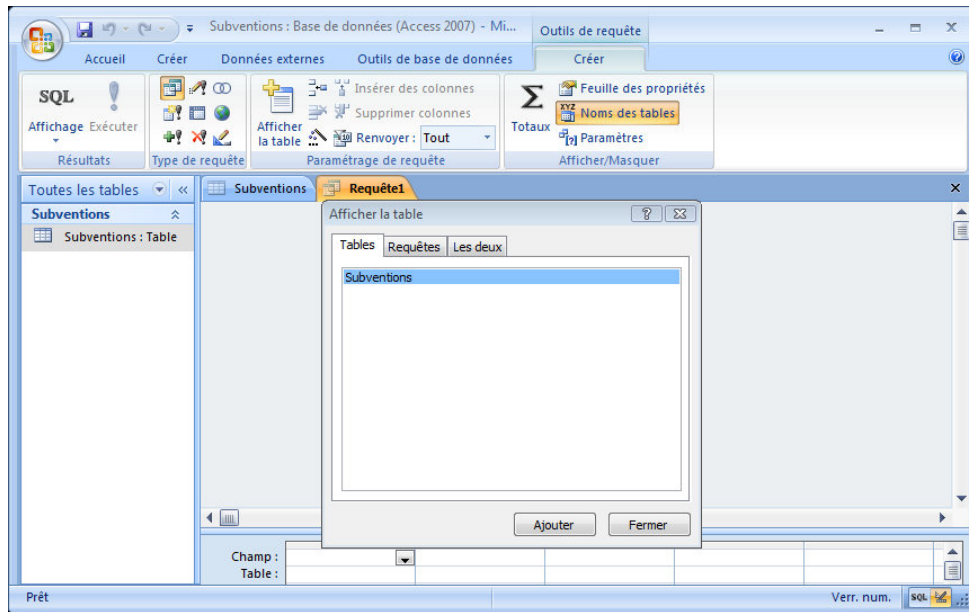 Subventions : Base de données (Access 2007) - Mi...
Outils de requête
Accueil
Créer
Données externes
Outils de base de données
Créer
SQL
Affichage
Exécuter
Résultats
Type de requête
Afficher
la table
Insérer des colonnes
Supprimer colonnes
Renvoyer : Tout
Paramétrage de requête
Σ
Totaux
Feuille des propriétés
XYZ
Noms des tables
[?] Paramètres
Afficher/Masquer
Toutes les tables
Subventions
Subventions : Table
Subventions
Requête1
Afficher la table
Tables
Requêtes
Les deux
Subventions
Ajouter
Fermer
Champ :
Table :
Prêt
Verr. num.
SQL